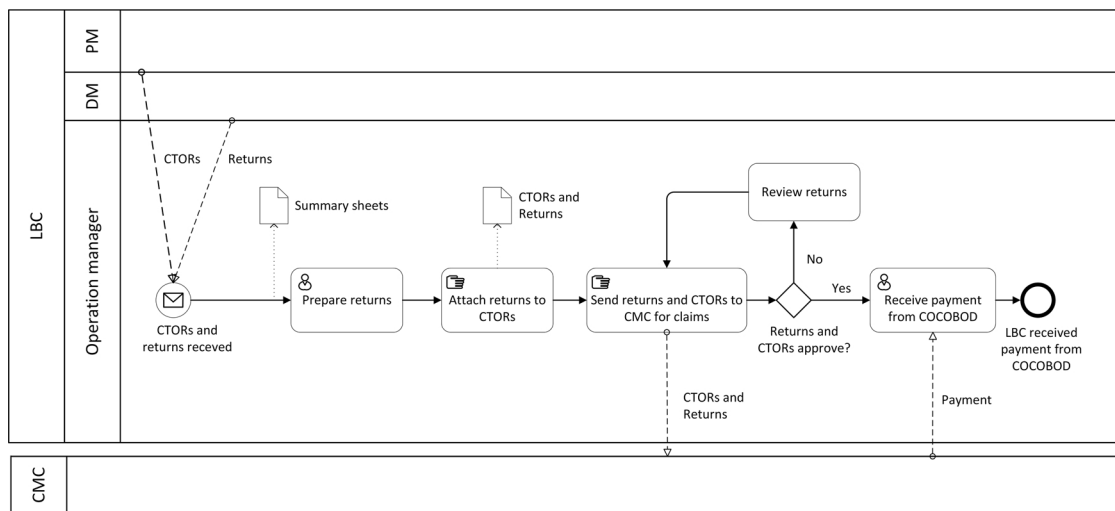 LBC
PM
DM
Operation manager
CTORs
Returns
CTORs and
returns receved
Summary sheets
Prepare returns
CTORs and
Returns
Attach returns to
CTORs
Send returns and CTORs to
CMC for claims
Review returns
No
Yes
Returns and
CTORs approve?
Receive payment
from COCOBOD
LBC received
payment from
COCOBOD
CTORs and
Returns
Payment
CMC